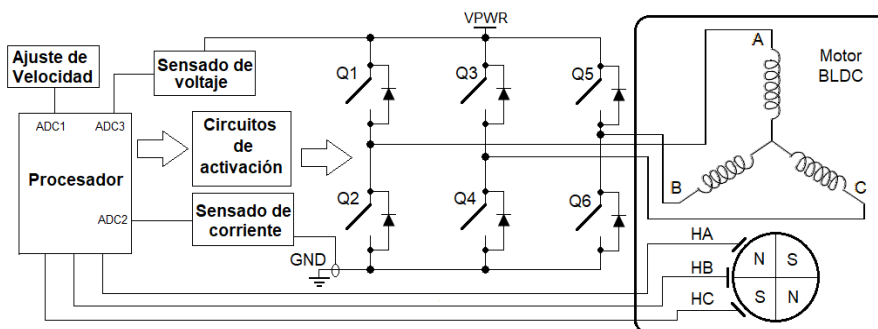 VPWR
Ajuste de
Velocidad
Sensado de
voltaje
Q1
Q3
Q5
A
Motor
BLDC
ADC1
ADC3
Procesador
Circuitos
de
activación
B
C
ADC2
Sensado de
corriente
Q2
Q4
Q6
GND
HA
HB
HC
N
S
S
N